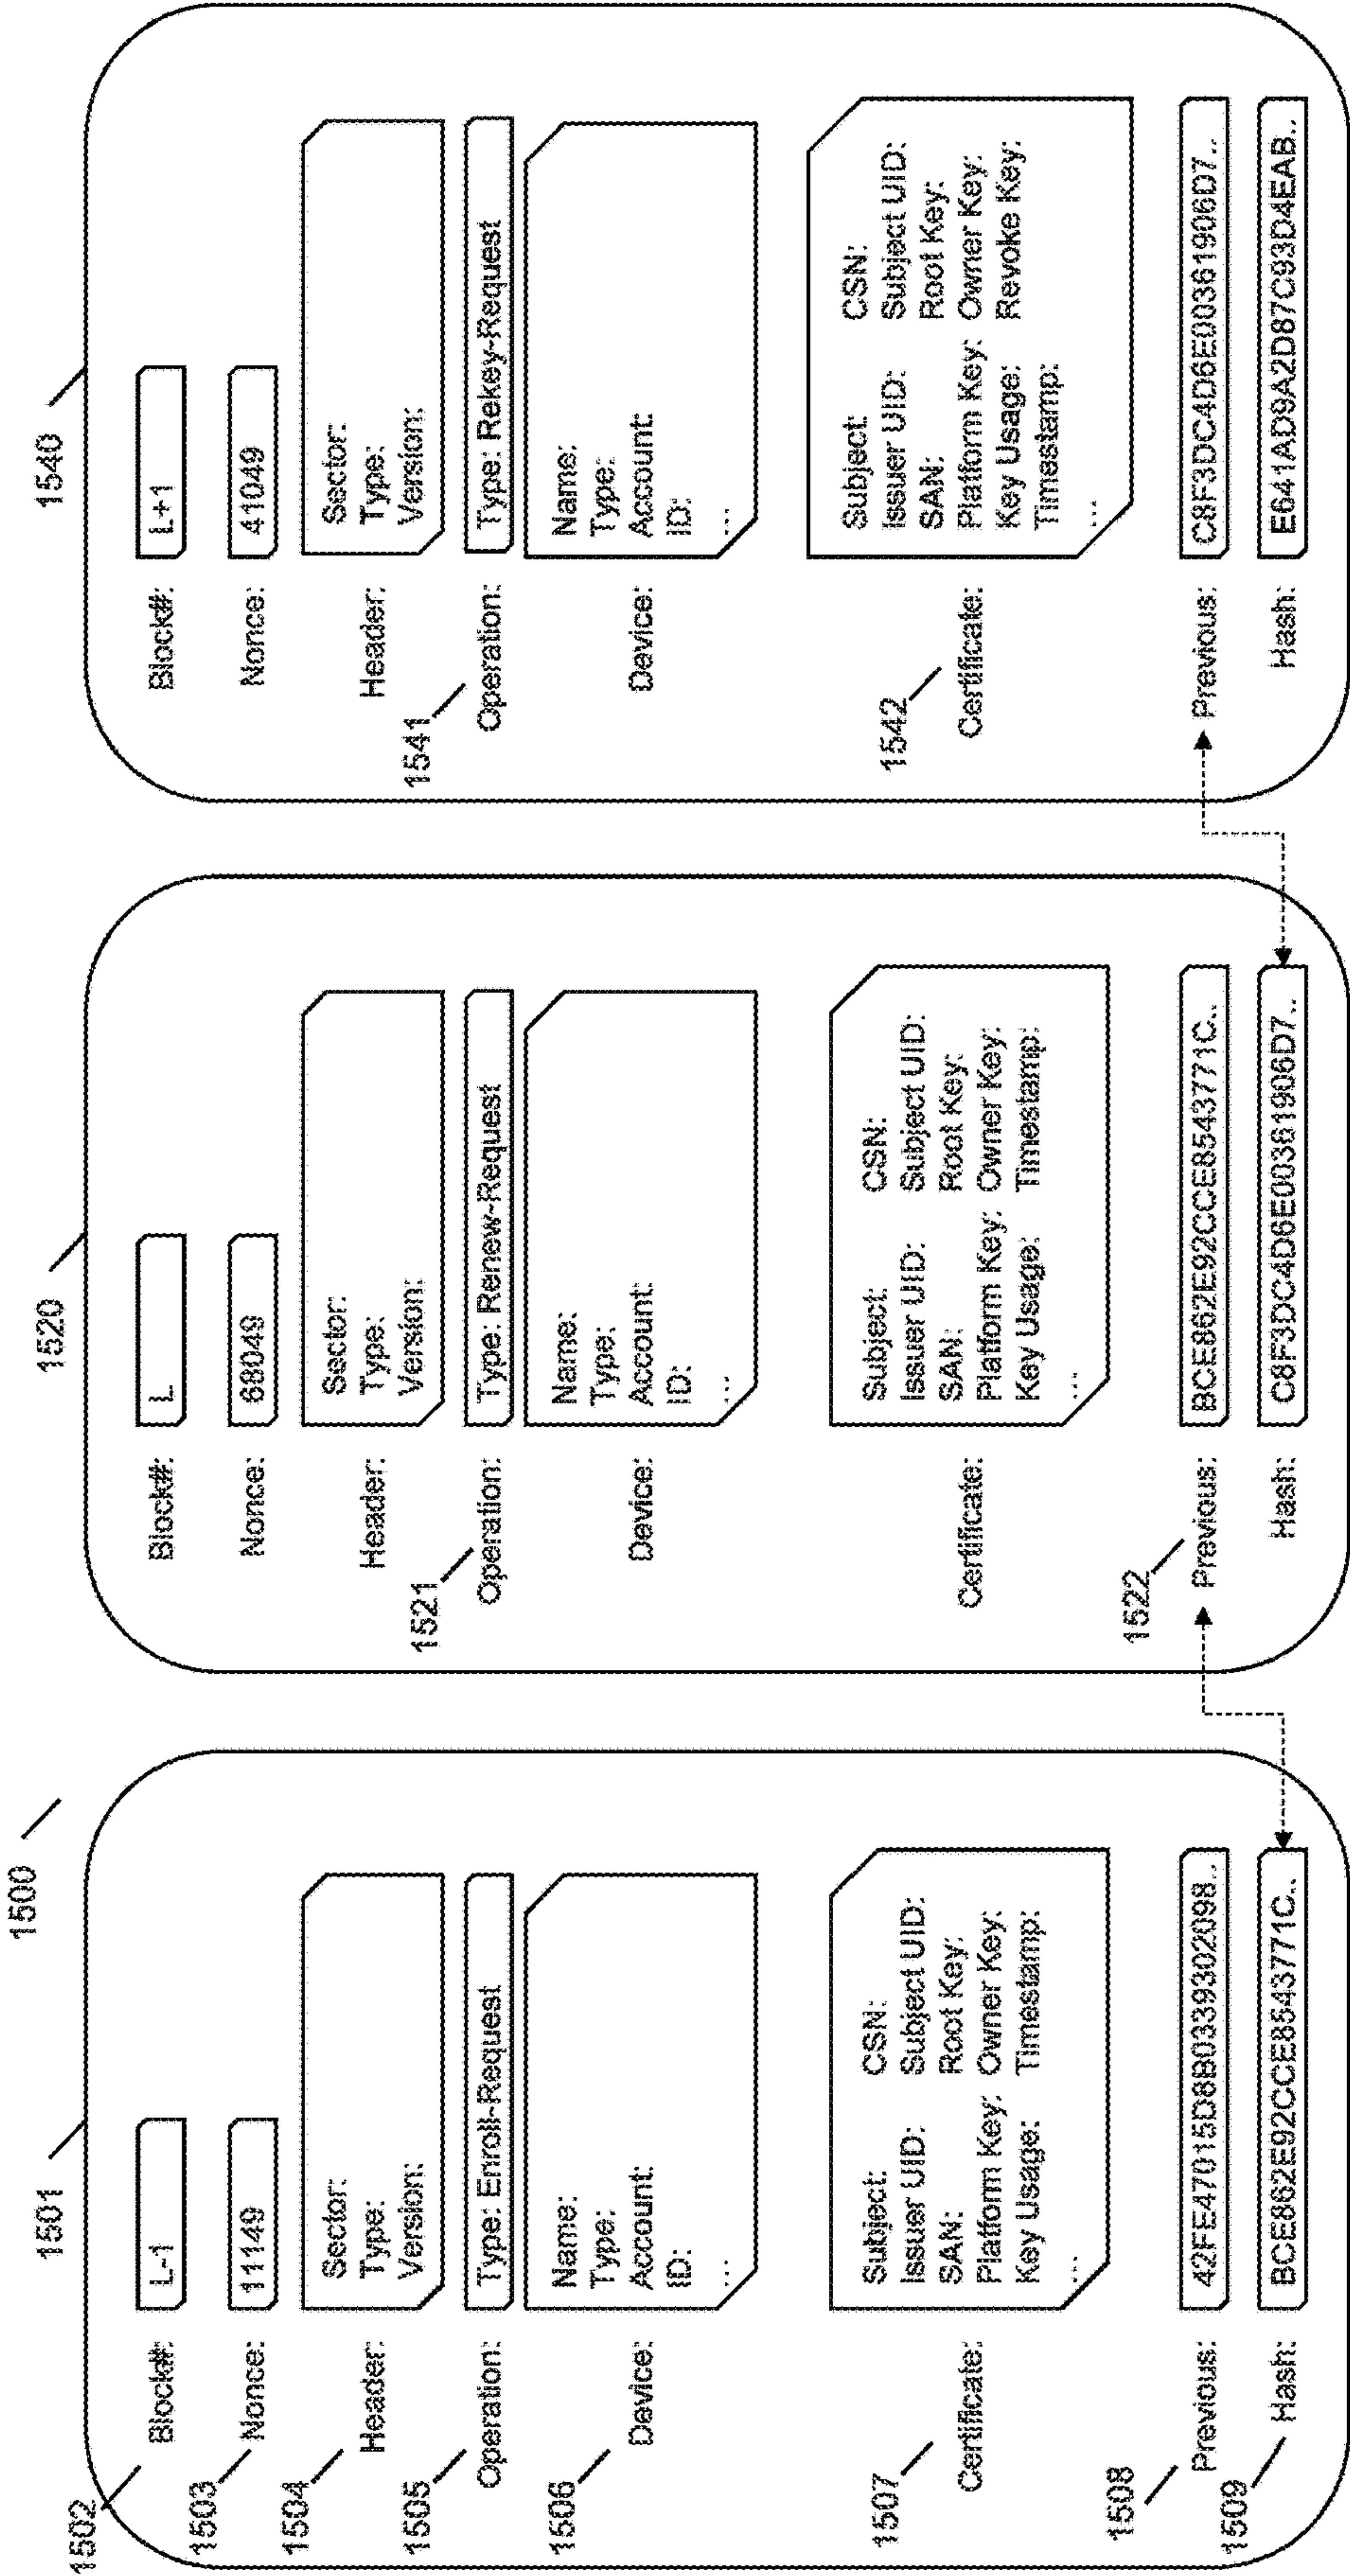 1500
1501
1502
Block#: L-1
1503
Nonce: 11149
1504
Header:
Sector:
Type:
Version:
1505
Operation: Type: Enroll-Request
1506
Device:
Name:
Type:
Account:
ID:
...
1507
Certificate:
Subject: CSN:
Issuer UID: Subject UID:
SAN: Root Key:
Platform Key: Owner Key:
Key Usage: Timestamp:
...
1508
Previous: 42FE47015D8B0339302098..
1509
Hash: BCE862E92CCE8543771C..
1520
Block#: L
Nonce: 68049
Header:
Sector:
Type:
Version:
1521
Operation: Type: Renew-Request
Device:
Name:
Type:
Account:
ID:
...
Certificate:
Subject: CSN:
Issuer UID: Subject UID:
SAN: Root Key:
Platform Key: Owner Key:
Key Usage: Timestamp:
...
1522
Previous: BCE862E92CCE8543771C..
Hash: C8F3DC4D6E00361906D7..
1540
Block#: L+1
Nonce: 41049
Header:
Sector:
Type:
Version:
1541
Operation: Type: Rekey-Request
Device:
Name:
Type:
Account:
ID:
...
1542
Certificate:
Subject: CSN:
Issuer UID: Subject UID:
SAN: Root Key:
Platform Key: Owner Key:
Key Usage: Revoke Key:
Timestamp:
...
Previous: C8F3DC4D6E00361906D7..
Hash: E641AD9A2D87C93D4EAB..